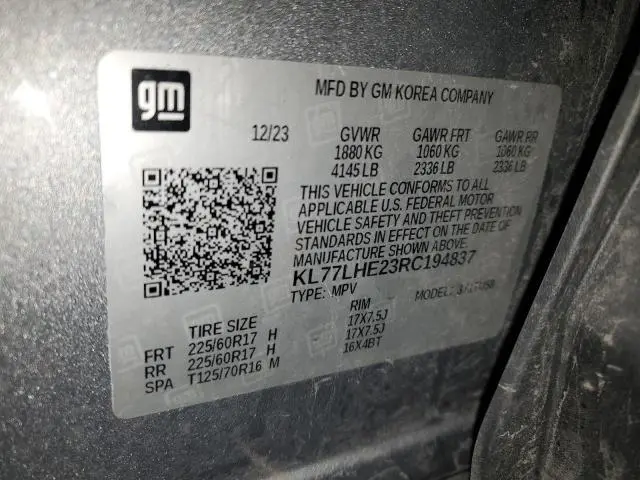 gm
MFD BY GM KOREA COMPANY
12/23 GVWR GAWR FRT GAWR RR
1880 KG 1060 KG 1060 KG
4145 LB 2336 LB 2336 LB
THIS VEHICLE CONFORMS TO ALL
APPLICABLE U.S. FEDERAL MOTOR
VEHICLE SAFETY AND THEFT PREVENTION
STANDARDS IN EFFECT ON THE DATE OF
MANUFACTURE SHOWN ABOVE.
KL77LHE23RC194837
TYPE: MPV MODEL:
TIRE SIZE RIM
FRT 225/60R17 H 17X7.5J
RR 225/60R17 H 17X7.5J
SPA T125/70R16 M 16X4BT